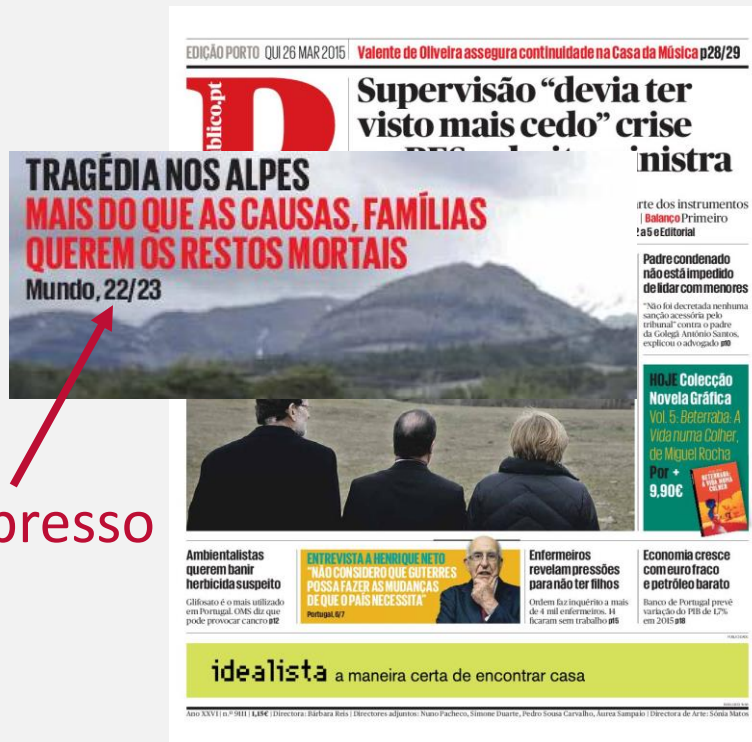 EDIÇÃO PORTO QUI 26 MAR 2015 Valente de Oliveira assegura continuidade na Casa da Música p28/29
blico.pt
Supervisão “devia ter
visto mais cedo” crise
inistra
rte dos instrumentos
| Balanço Primeiro
2 a 5 e Editorial
TRAGÉDIA NOS ALPES
MAIS DO QUE AS CAUSAS, FAMÍLIAS
QUEREM OS RESTOS MORTAIS
Mundo, 22/23
Padre condenado
não está impedido
de lidar com menores
“Não foi decretada nenhuma
sanção acessória pelo
tribunal” contra o padre
da Golegã António Santos,
explicou o advogado p10
HOJE Colecção
Novela Gráfica
Vol. 5: Beterraba: A
Vida numa Colher,
de Miguel Rocha
Por +
9,90€
BETERRABA
A VIDA NUMA
COLHER
presso
Ambientalistas
querem banir
herbicida suspeito
Glifosato é o mais utilizado
em Portugal. OMS diz que
pode provocar cancro p12
ENTREVISTA A HENRIQUE NETO
“NÃO CONSIDERO QUE GUTERRES
POSSA FAZER AS MUDANÇAS
DE QUE O PAÍS NECESSITA”
Portugal, 6/7
Enfermeiros
revelam pressões
para não ter filhos
Ordem faz inquérito a mais
de 4 mil enfermeiros. 14
ficaram sem trabalho p15
Economia cresce
com euro fraco
e petróleo barato
Banco de Portugal prevê
variação do PIB de 1,7%
em 2015 p18
PUBLICIDADE
idealista a maneira certa de encontrar casa
Ano XXVI | n.º 9111 | 1,15€ | Directora: Bárbara Reis | Directores adjuntos: Nuno Pacheco, Simone Duarte, Pedro Sousa Carvalho, Áurea Sampaio | Directora de Arte: Sónia Matos